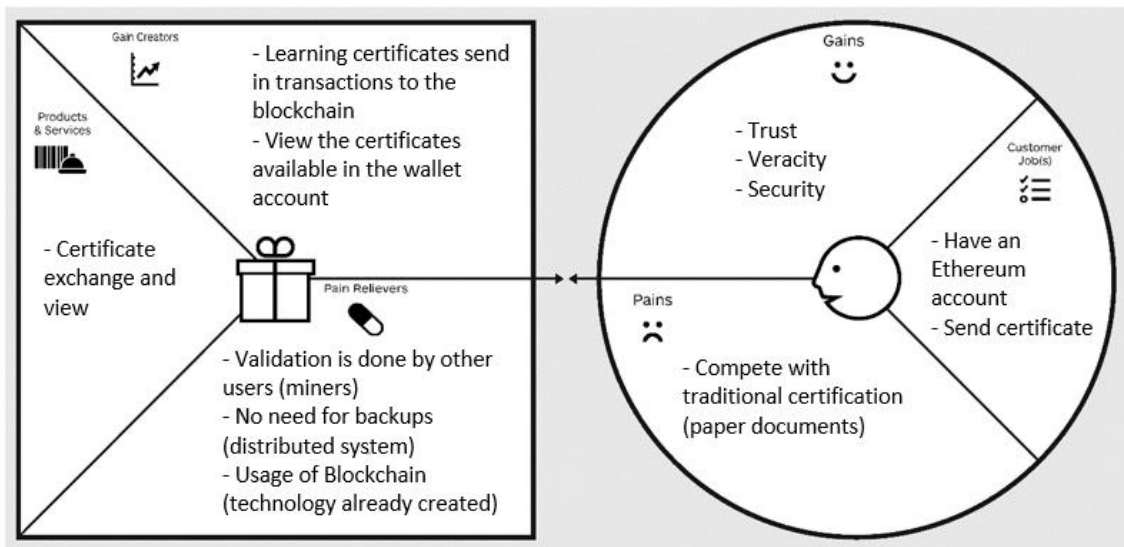 Gain Creators
- Learning certificates send
in transactions to the
blockchain
- View the certificates
available in the wallet
account
Products
& Services
- Certificate
exchange and
view
Pain Relievers
- Validation is done by other
users (miners)
- No need for backups
(distributed system)
- Usage of Blockchain
(technology already created)
Gains
- Trust
- Veracity
- Security
Customer
Job(s)
- Have an
Ethereum
account
- Send certificate
Pains
- Compete with
traditional certification
(paper documents)